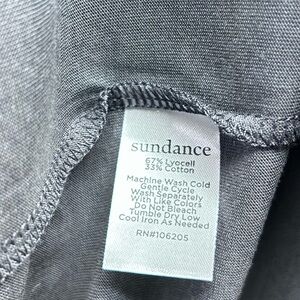 sundance
67% Lyocell
33% Cotton
Machine Wash Cold
Gentle Cycle
Wash Separately
With Like Colors
Do Not Bleach
Tumble Dry Low
Cool Iron As Needed
RN#106205